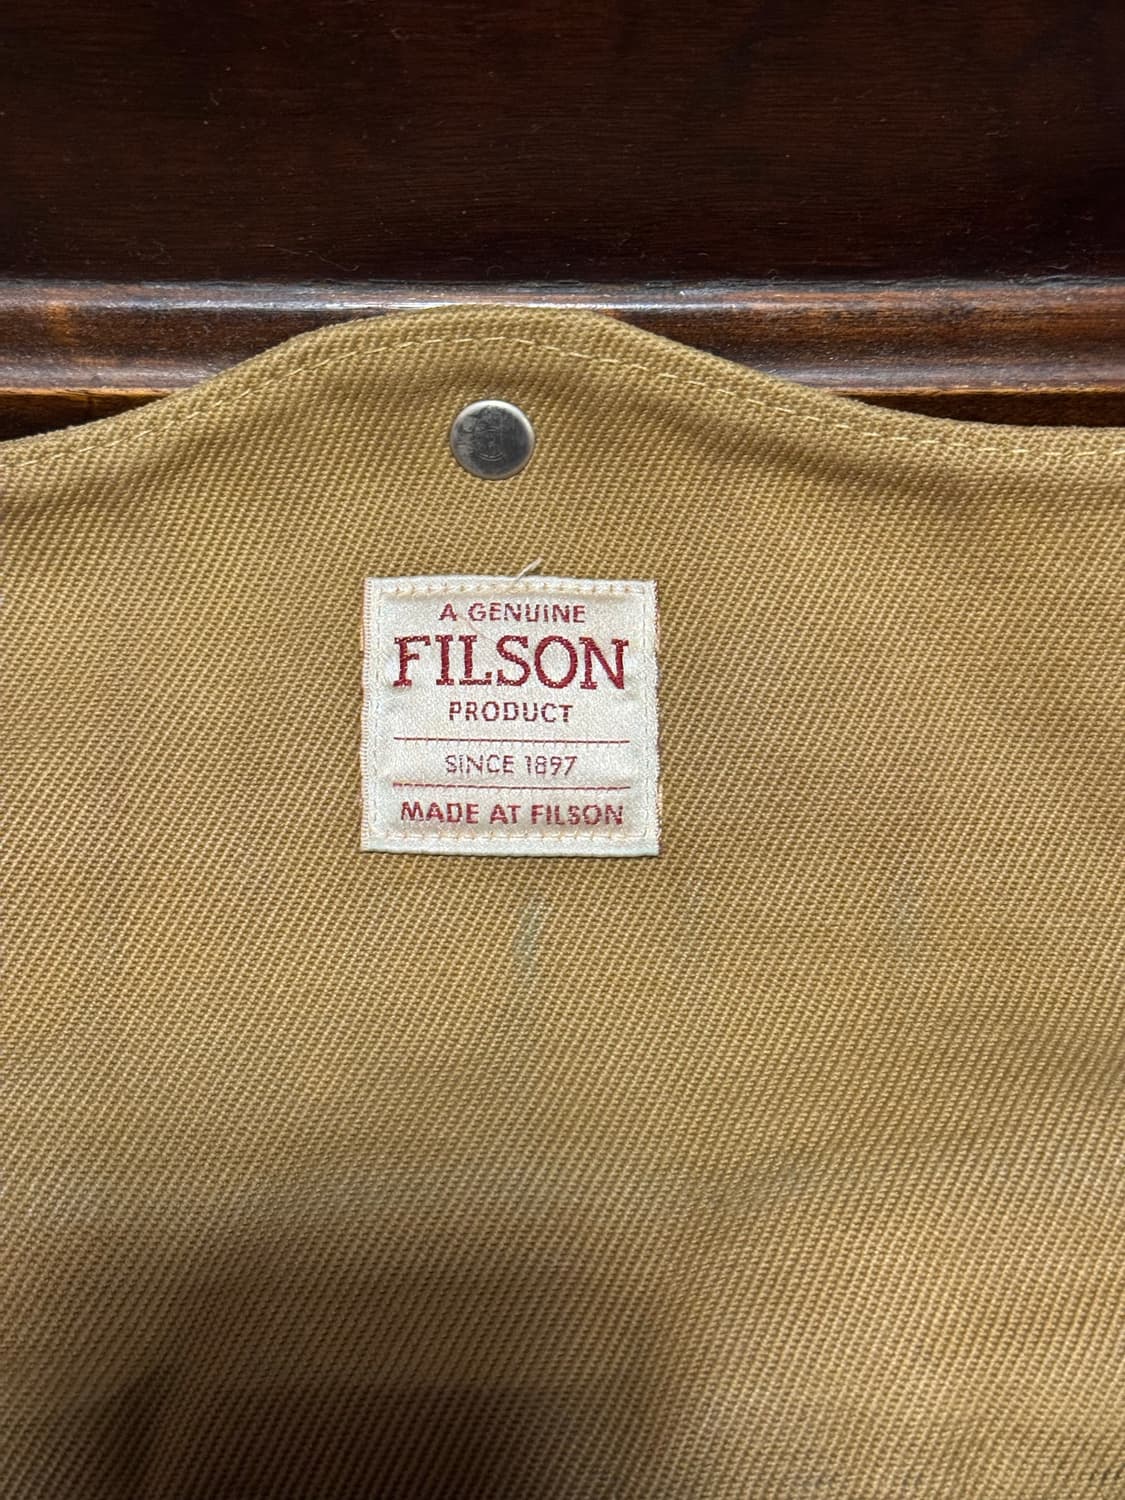 A GENUINE
FILSON
PRODUCT
SINCE 1897
MADE AT FILSON